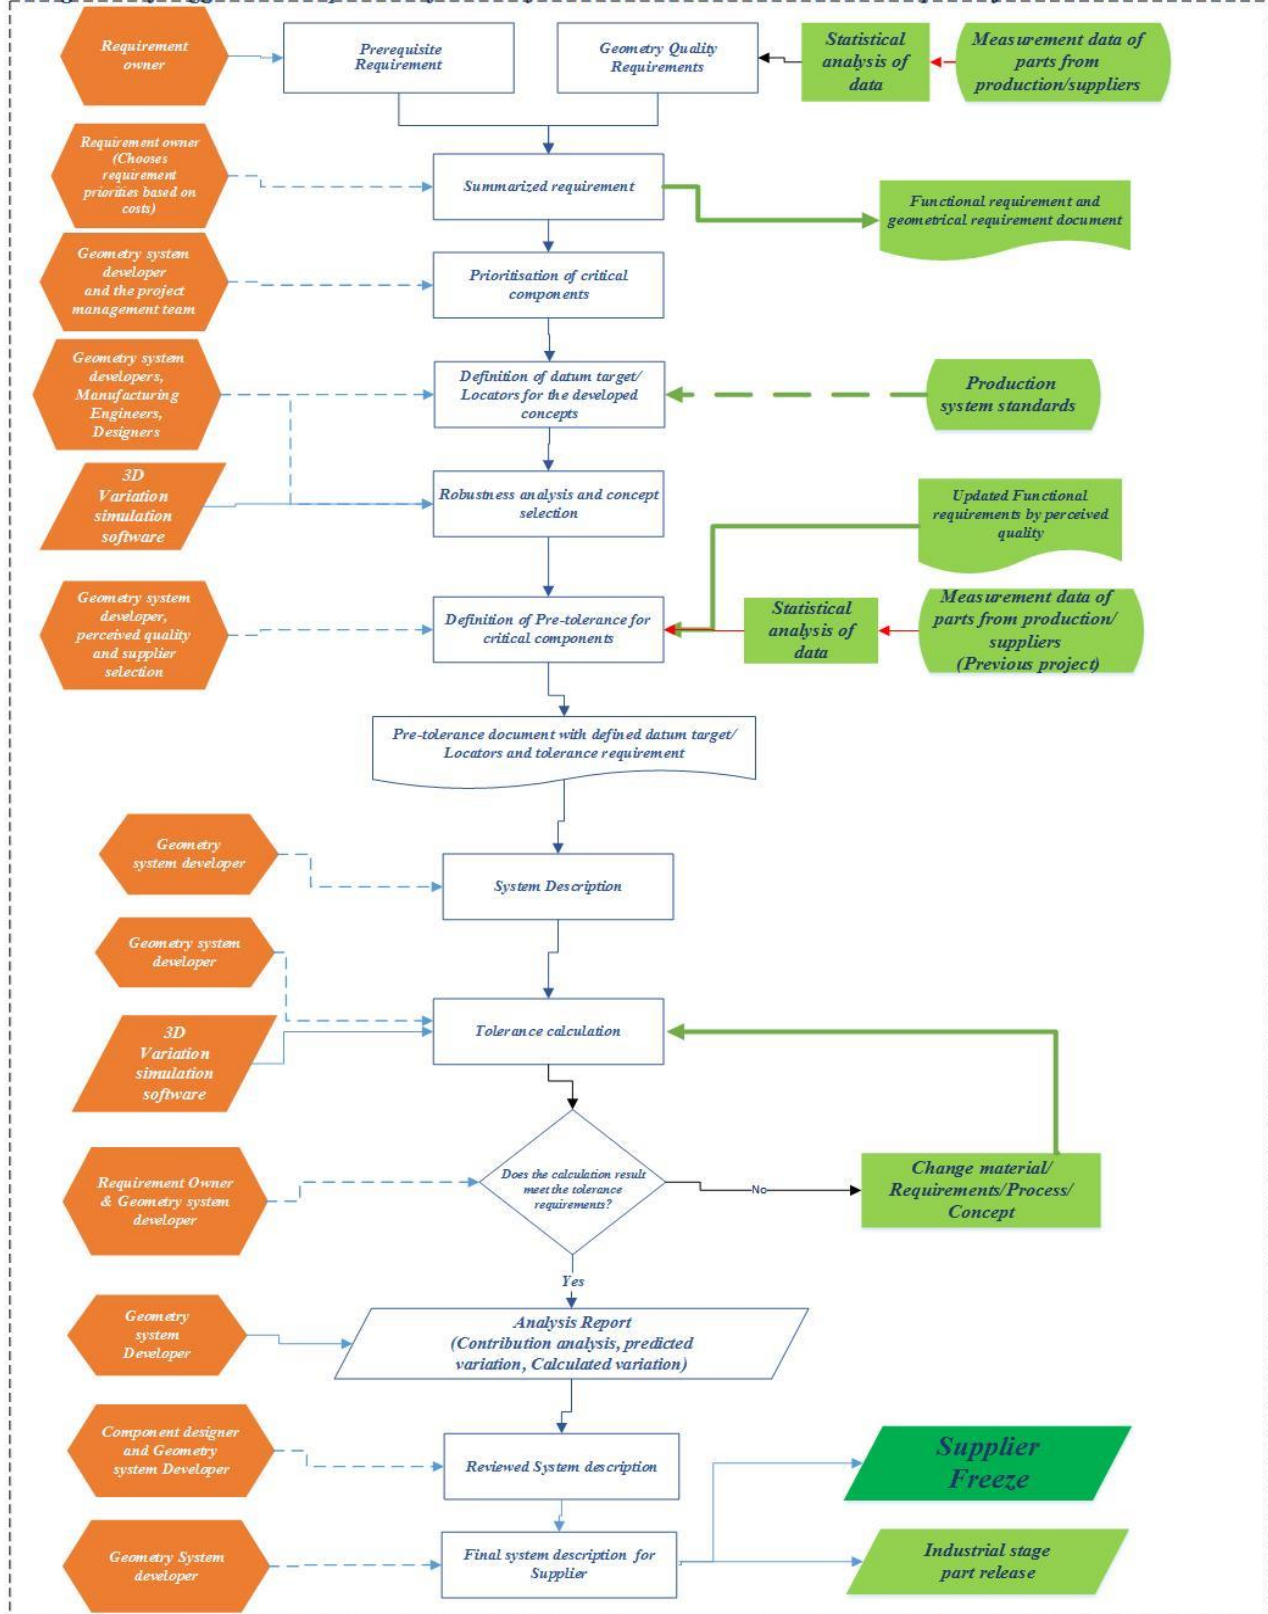 Requirement
owner
Prerequisite
Requirement
Geometry Quality
Requirements
Statistical
analysis of
data
Measurement data of
parts from
production/suppliers
Requirement owner
(Chooses
requirement
priorities based on
costs)
Summarized requirement
Functional requirement and
geometrical requirement document
Geometry system
developer
and the project
management team
Prioritisation of critical
components
Geometry system
developers,
Manufacturing
Engineers,
Designers
Definition of datum target/
Locators for the developed
concepts
Production
system standards
3D
Variation
simulation
software
Robustness analysis and concept
selection
Updated Functional
requirements by perceived
quality
Geometry system
developer,
perceived quality
and supplier
selection
Definition of Pre-tolerance for
critical components
Statistical
analysis of
data
Measurement data of
parts from production/
suppliers
(Previous project)
Pre-tolerance document with defined datum target/
Locators and tolerance requirement
Geometry
system developer
System Description
Geometry system
developer
Tolerance calculation
3D
Variation
simulation
software
Requirement Owner
& Geometry system
developer
Does the calculation result
meet the tolerance
requirements?
No
Change material/
Requirements/Process/
Concept
Yes
Geometry
system
Developer
Analysis Report
(Contribution analysis, predicted
variation, Calculated variation)
Component designer
and Geometry
system Developer
Reviewed System description
Supplier
Freeze
Geometry System
developer
Final system description for
Supplier
Industrial stage
part release